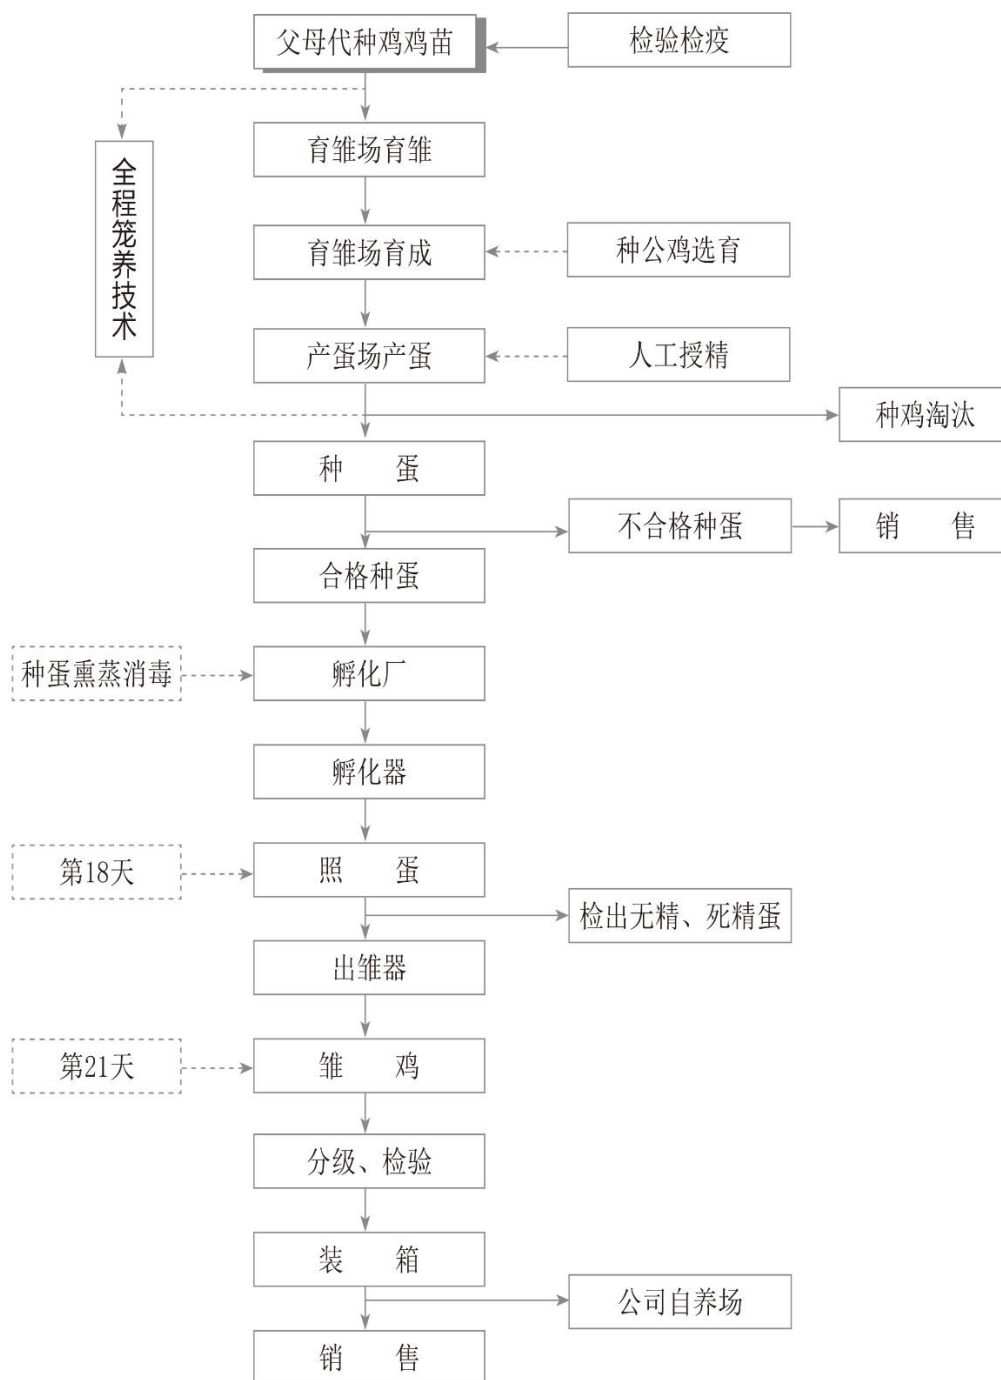 父母代种鸡鸡苗
检验检疫
全程笼养技术
育雏场育雏
育雏场育成
种公鸡选育
产蛋场产蛋
人工授精
种鸡淘汰
种 蛋
不合格种蛋
销 售
合格种蛋
种蛋熏蒸消毒
孵化厂
孵化器
第18天
照 蛋
检出无精、死精蛋
出雏器
第21天
雏 鸡
分级、检验
装 箱
公司自养场
销 售